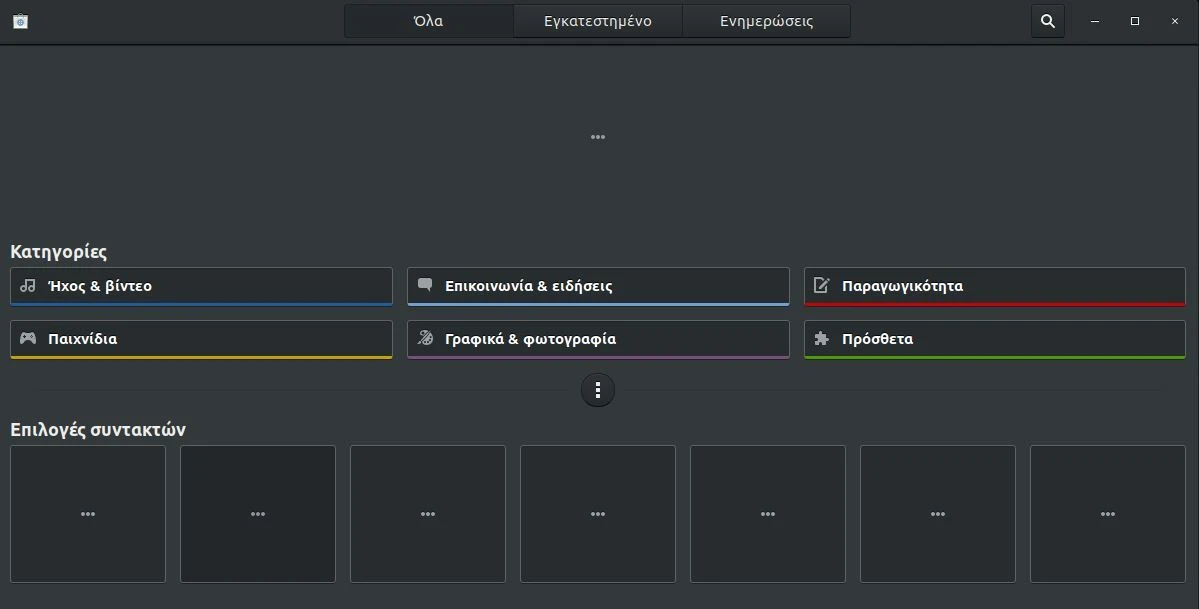 Όλα
Εγκατεστημένο
Ενημερώσεις
Κατηγορίες
Ήχος & βίντεο
Επικοινωνία & ειδήσεις
Παραγωγικότητα
Παιχνίδια
Γραφικά & φωτογραφία
Πρόσθετα
Επιλογές συντακτών